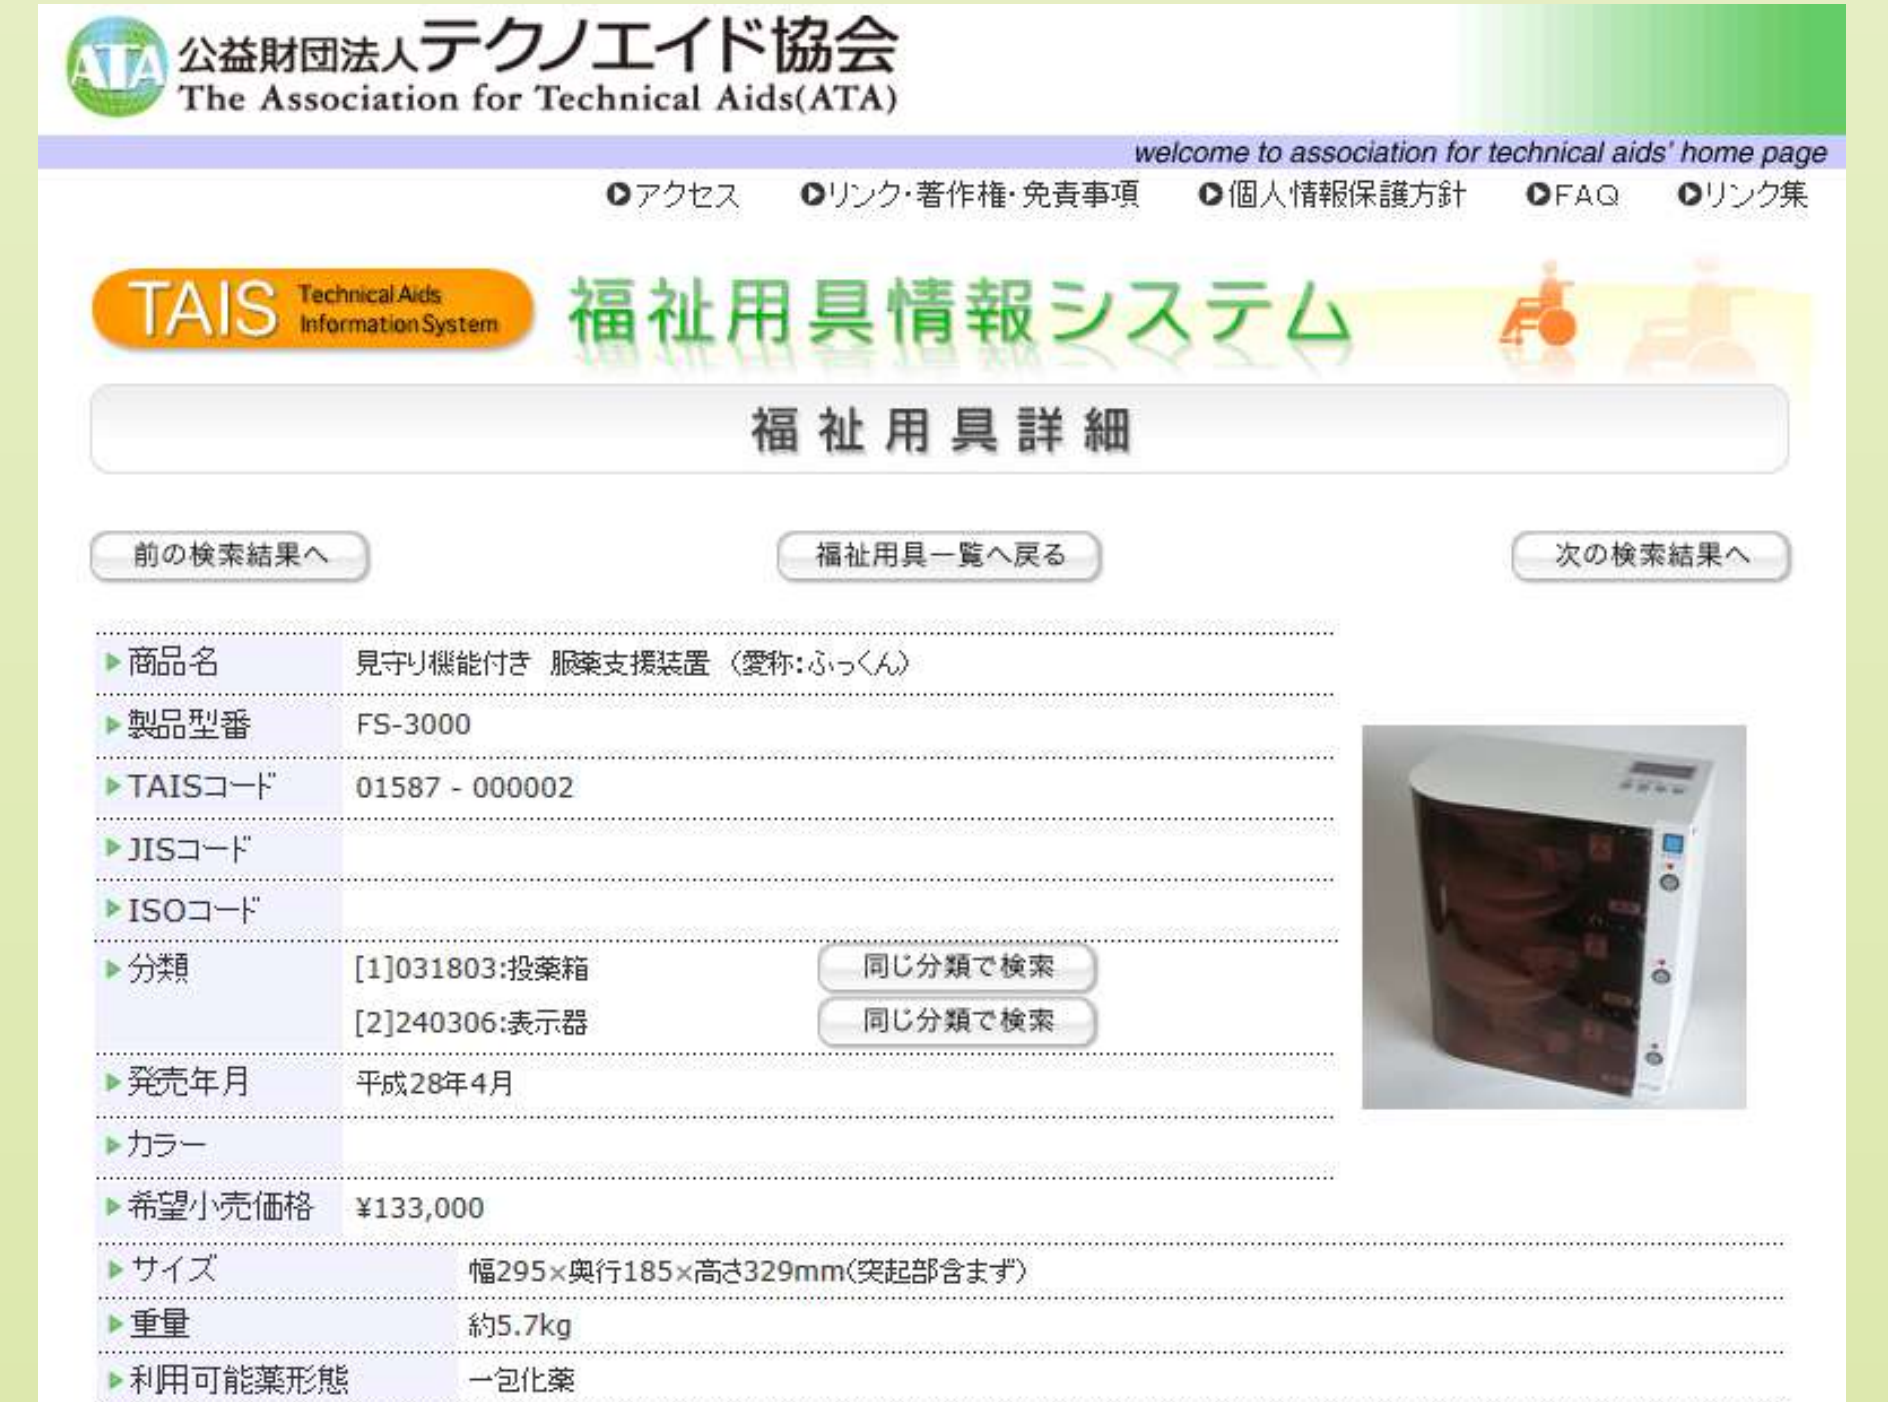 ATA 公益財団法人テクノエイド協会
The Association for Technical Aids(ATA)
welcome to association for technical aids' home page
アクセス リンク・著作権・免責事項 個人情報保護方針 FAQ リンク集
TAIS Technical Aids Information System 福祉用具情報システム
福祉用具詳細
前の検索結果へ 福祉用具一覧へ戻る 次の検索結果へ
商品名 見守り機能付き 服薬支援装置 (愛称:ふっくん)
製品型番 FS-3000
TAISコード 01587 - 000002
JISコード
ISOコード
分類 [1]031803:投薬箱 同じ分類で検索
[2]240306:表示器 同じ分類で検索
発売年月 平成28年4月
カラー
希望小売価格 ¥133,000
サイズ 幅295×奥行185×高さ329mm(突起部含まず)
重量 約5.7kg
利用可能薬形態 一包化薬